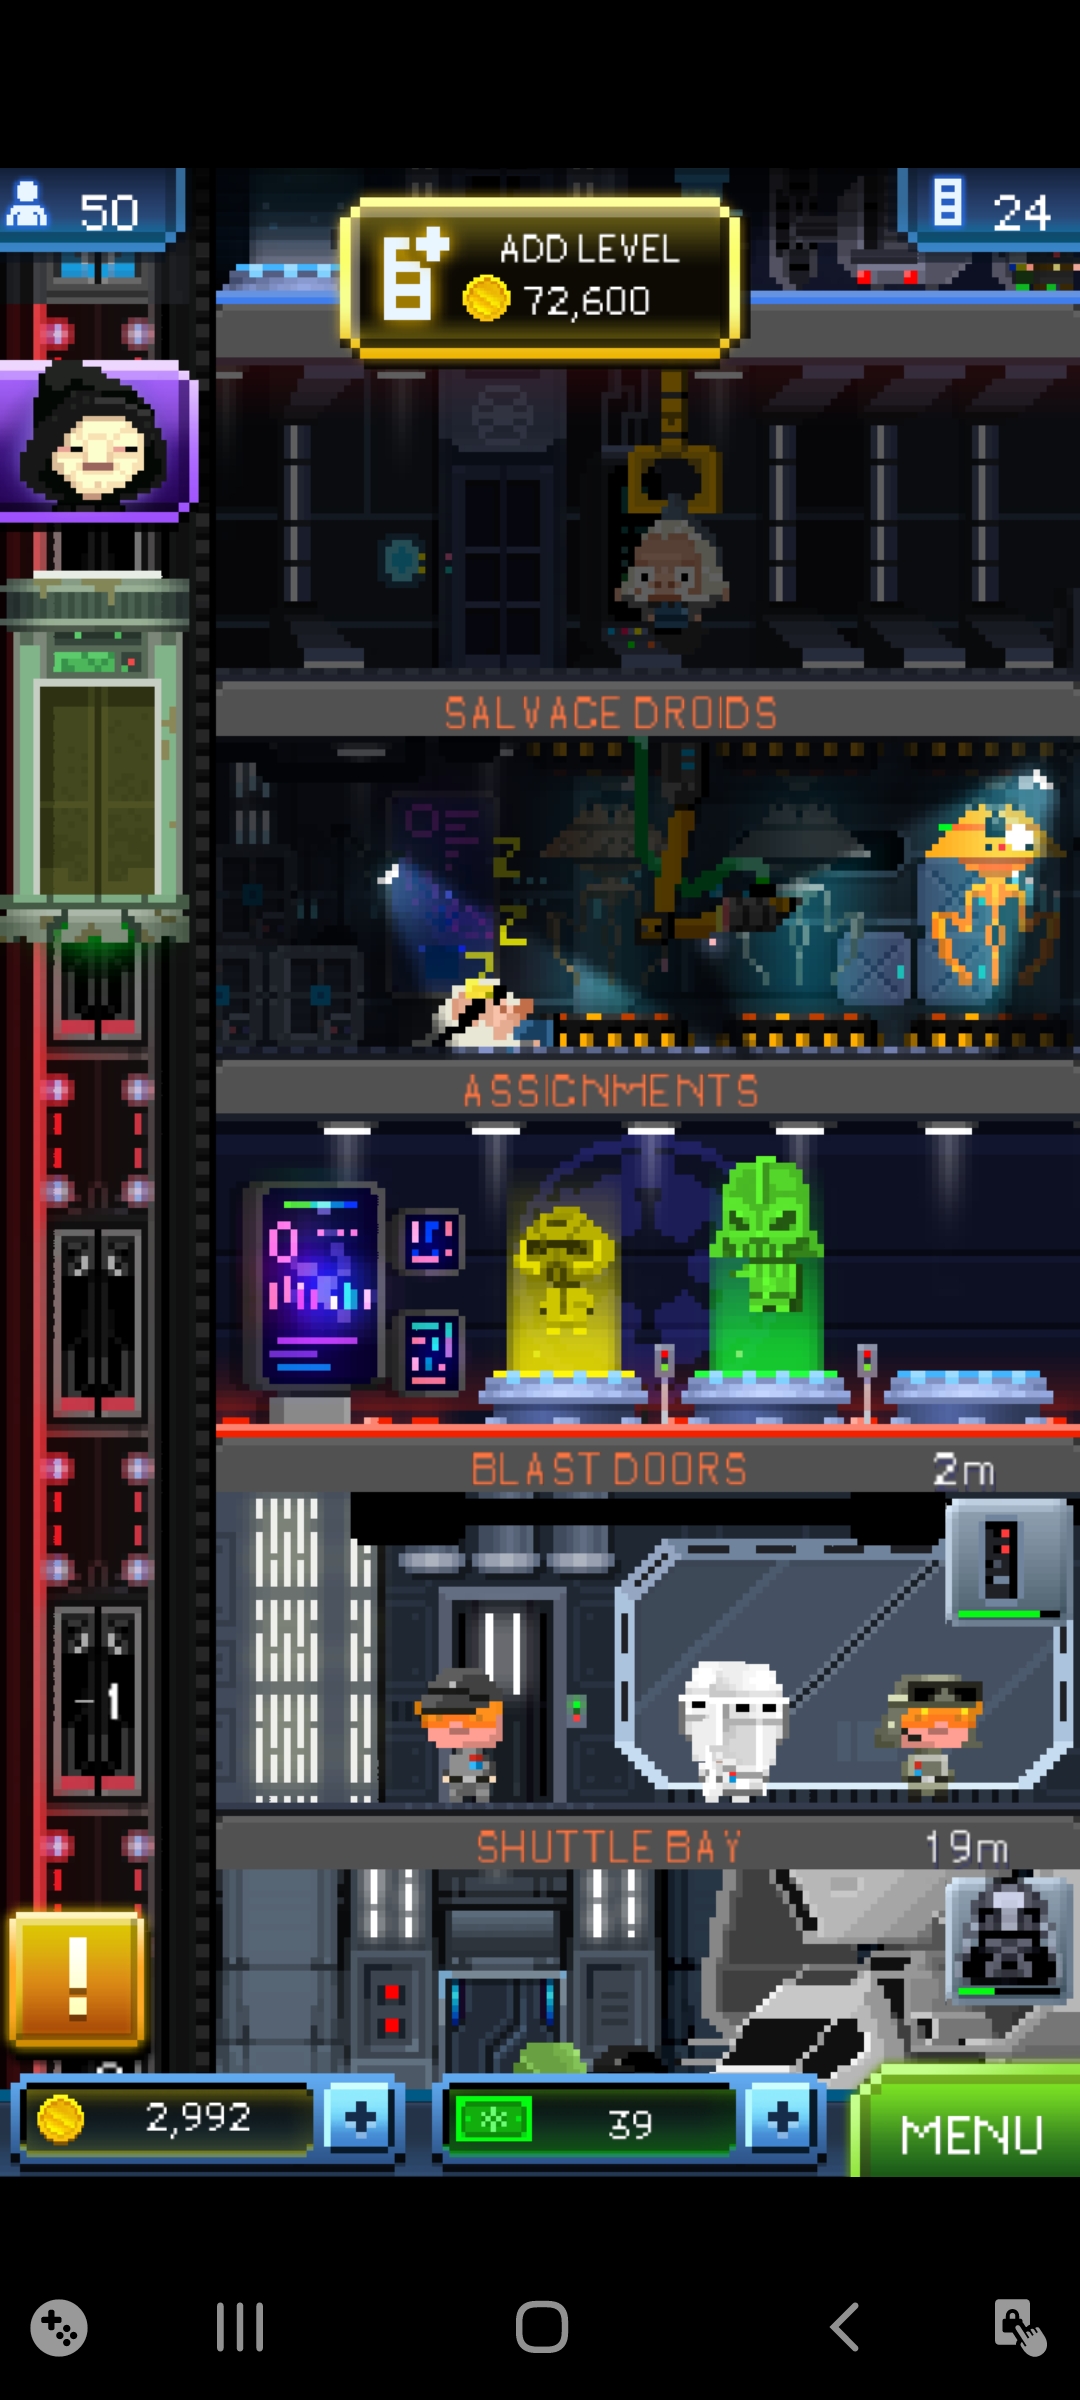 50
ADD LEVEL
72,600
24
SALVAGE DROIDS
Z
Z
Z
ASSIGNMENTS
BLAST DOORS 2m
-1
SHUTTLE BAY 19m
!
2,992 +
39 +
MENU